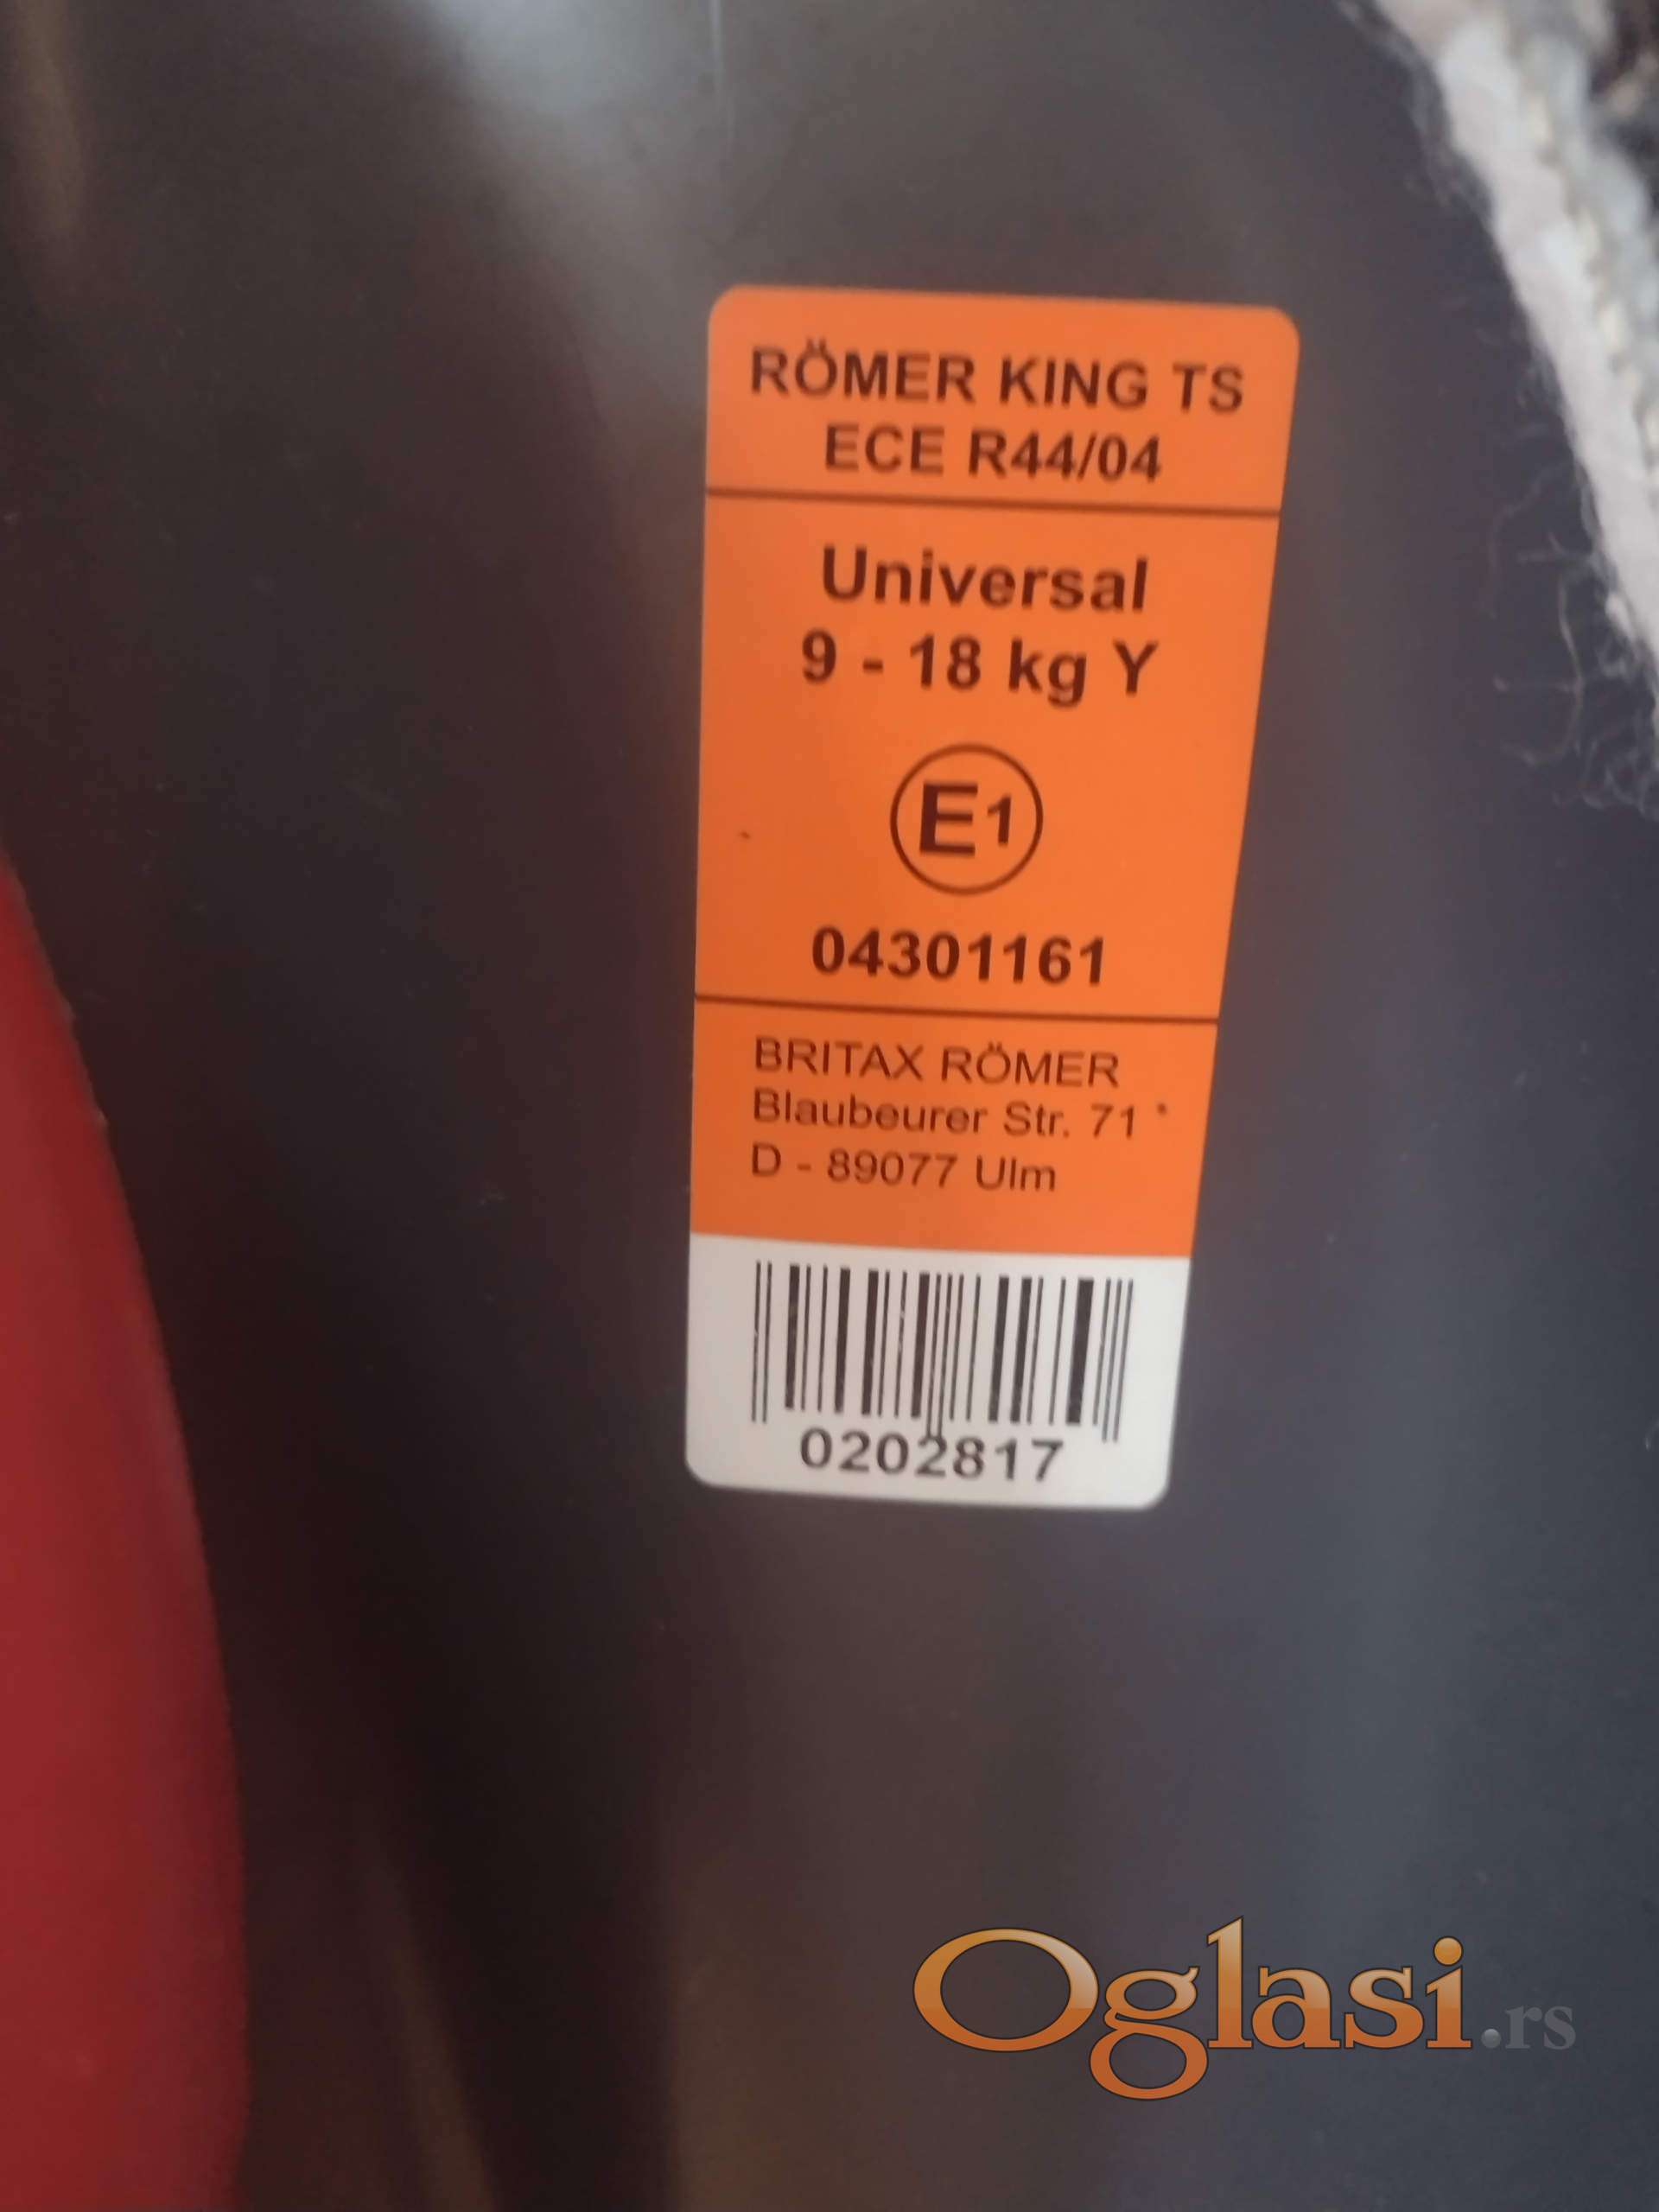 RÖMER KING TS
ECE R44/04
Universal
9 - 18 kg Y
E1
04301161
BRITAX RÖMER
Blaubeurer Str. 71
D - 89077 Ulm
0202817
Oglasi.rs